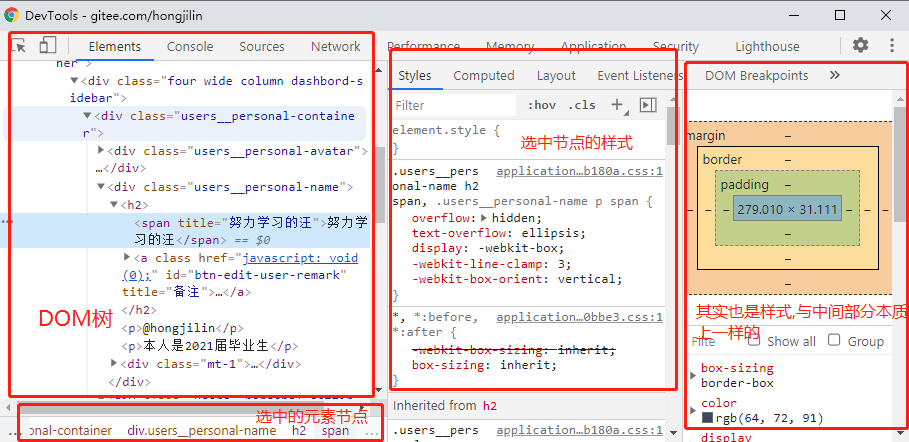 DevTools - gitee.com/hongjilin
Elements Console Sources Network Performance Memory Application Security Lighthouse
ner">
<div class="four wide column dashbord-s
idebar">
<div class="users__personal-containe
r">
<div class="users__personal-avatar">
…</div>
<div class="users__personal-name">
<h2>
<span title="努力学习的汪">努力学
习的汪</span> == $0
<a class href="javascript: void
(0);" id="btn-edit-user-remark"
title="备注">…</a>
</h2>
<p>@hongjilin</p>
<p>本人是2021届毕业生</p>
<div class="mt-1">…</div>
</div>
DOM树
选中的元素节点
… onal-container div.users__personal-name h2 span …
Styles Computed Layout Event Listeners
Filter :hov .cls
element.style {
}
选中节点的样式
.users__pers application…b180a.css:1
onal-name h2
span, .users__personal-name p span {
overflow: hidden;
text-overflow: ellipsis;
display: -webkit-box;
-webkit-line-clamp: 3;
-webkit-box-orient: vertical;
}
*, *:before, application…0bbe3.css:1
*:after {
-webkit-box-sizing: inherit;
box-sizing: inherit;
}
Inherited from h2
.users__pers application…b180a.css:1
DOM Breakpoints »
margin –
border –
padding –
– – – 279.010 × 31.111 – – –
–
–
–
其实也是样式,与中间部分本质
上一样的
Filte Show all Group
box-sizing
border-box
color
rgb(64, 72, 91)
display